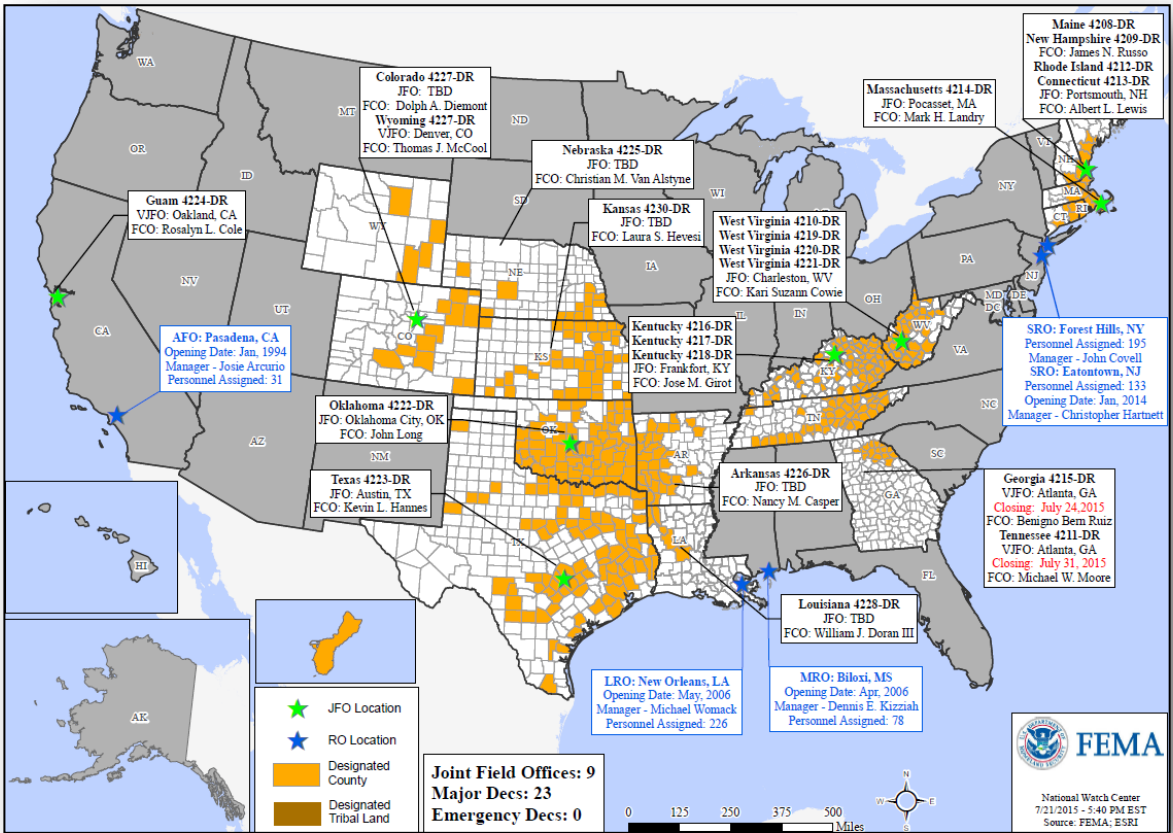 Maine 4208-DR
New Hampshire 4209-DR
FCO: James N. Russo
Rhode Island 4212-DR
Connecticut 4213-DR
JFO: Portsmouth, NH
FCO: Albert L. Lewis
Massachusetts 4214-DR
JFO: Pocasset, MA
FCO: Mark H. Landry
Colorado 4227-DR
JFO: TBD
FCO: Dolph A. Diemont
Wyoming 4227-DR
VJFO: Denver, CO
FCO: Thomas J. McCool
Nebraska 4225-DR
JFO: TBD
FCO: Christian M. Van Alstyne
Kansas 4230-DR
JFO: TBD
FCO: Laura S. Hevesi
Guam 4224-DR
VJFO: Oakland, CA
FCO: Rosalyn L. Cole
West Virginia 4210-DR
West Virginia 4219-DR
West Virginia 4220-DR
West Virginia 4221-DR
JFO: Charleston, WV
FCO: Kari Suzann Cowie
AFO: Pasadena, CA
Opening Date: Jan, 1994
Manager - Josie Arcurio
Personnel Assigned: 31
Kentucky 4216-DR
Kentucky 4217-DR
Kentucky 4218-DR
JFO: Frankfort, KY
FCO: Jose M. Girot
SRO: Forest Hills, NY
Personnel Assigned: 195
Manager - John Covell
SRO: Eatontown, NJ
Personnel Assigned: 133
Opening Date: Jan, 2014
Manager - Christopher Hartnett
Oklahoma 4222-DR
JFO: Oklahoma City, OK
FCO: John Long
Texas 4223-DR
JFO: Austin, TX
FCO: Kevin L. Hannes
Arkansas 4226-DR
JFO: TBD
FCO: Nancy M. Casper
Georgia 4215-DR
VJFO: Atlanta, GA
Closing: July 24,2015
FCO: Benigno Bern Ruiz
Tennessee 4211-DR
VJFO: Atlanta, GA
Closing: July 31, 2015
FCO: Michael W. Moore
Louisiana 4228-DR
JFO: TBD
FCO: William J. Doran III
LRO: New Orleans, LA
Opening Date: May, 2006
Manager - Michael Womack
Personnel Assigned: 226
MRO: Biloxi, MS
Opening Date: Apr, 2006
Manager - Dennis E. Kizziah
Personnel Assigned: 78
WA
MT
ND
OR
ID
SD
WI
VT
NH
NY
MA
CT
RI
WY
NE
IA
PA
NJ
NV
UT
CA
CO
KS
IL
IN
OH
MD
DE
DC
WV
VA
KY
AZ
NM
OK
AR
TN
NC
SC
GA
TX
LA
FL
HI
AK
JFO Location
RO Location
Designated
County
Designated
Tribal Land
Joint Field Offices: 9
Major Decs: 23
Emergency Decs: 0
N
W
E
S
0 125 250 375 500
Miles
FEMA
National Watch Center
7/21/2015 - 5:40 PM EST
Source: FEMA; ESRI